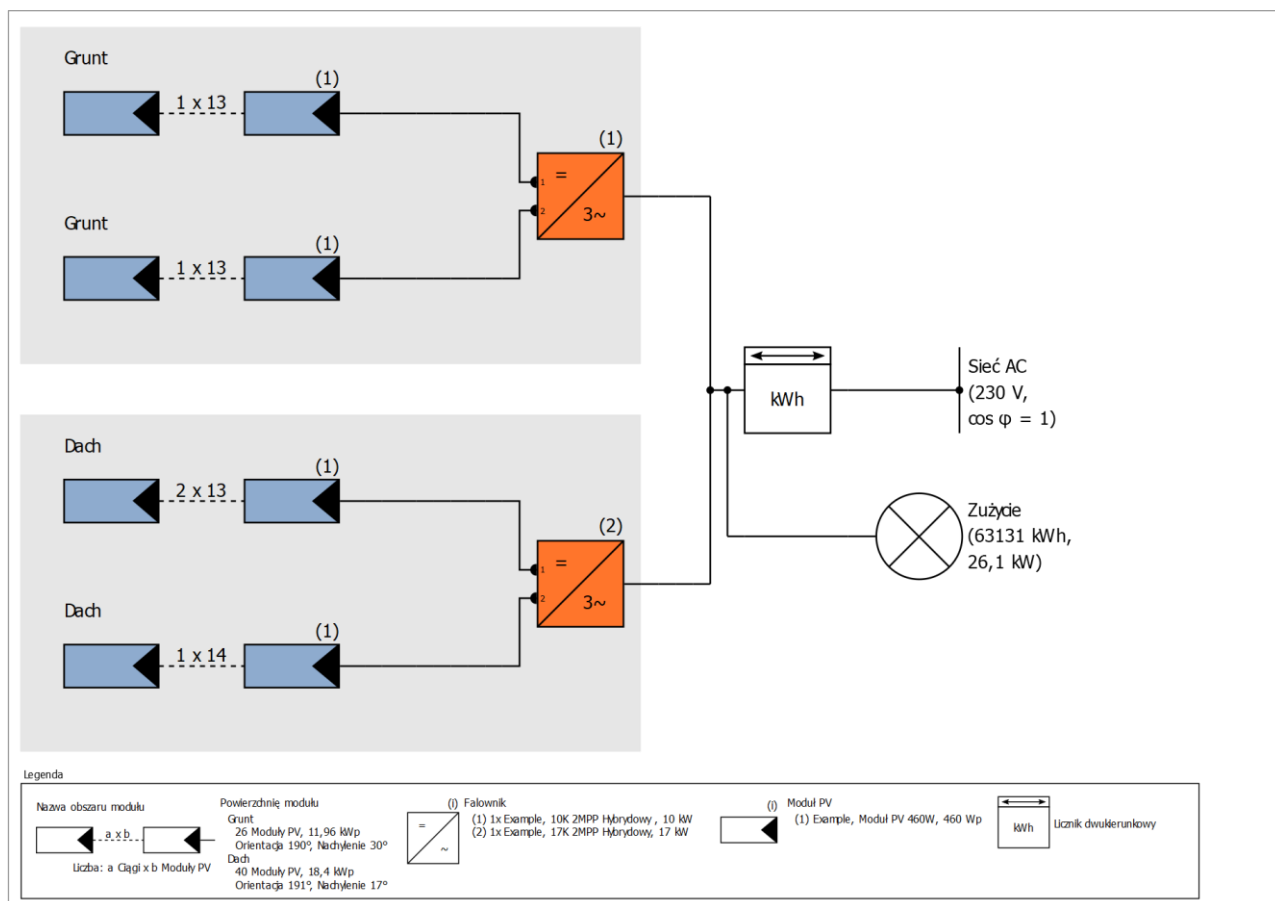 Grunt
(1)
1 x 13
(1)
1
=
3~
2
Grunt
(1)
1 x 13
kWh
Sieć AC
(230 V,
cos φ = 1)
Dach
(1)
2 x 13
(2)
1
=
3~
2
Zużycie
(63131 kWh,
26,1 kW)
Dach
(1)
1 x 14
Legenda
Nazwa obszaru modułu
a x b
Liczba: a Ciągi x b Moduły PV
Powierzchnię modułu
Grunt
26 Moduły PV, 11,96 kWp
Orientacja 190°, Nachylenie 30°
Dach
40 Moduły PV, 18,4 kWp
Orientacja 191°, Nachylenie 17°
=
~
(i) Falownik
(1) 1x Example, 10K 2MPP Hybrydowy , 10 kW
(2) 1x Example, 17K 2MPP Hybrydowy, 17 kW
(i) Moduł PV
(1) Example, Moduł PV 460W, 460 Wp
kWh
Licznik dwukierunkowy